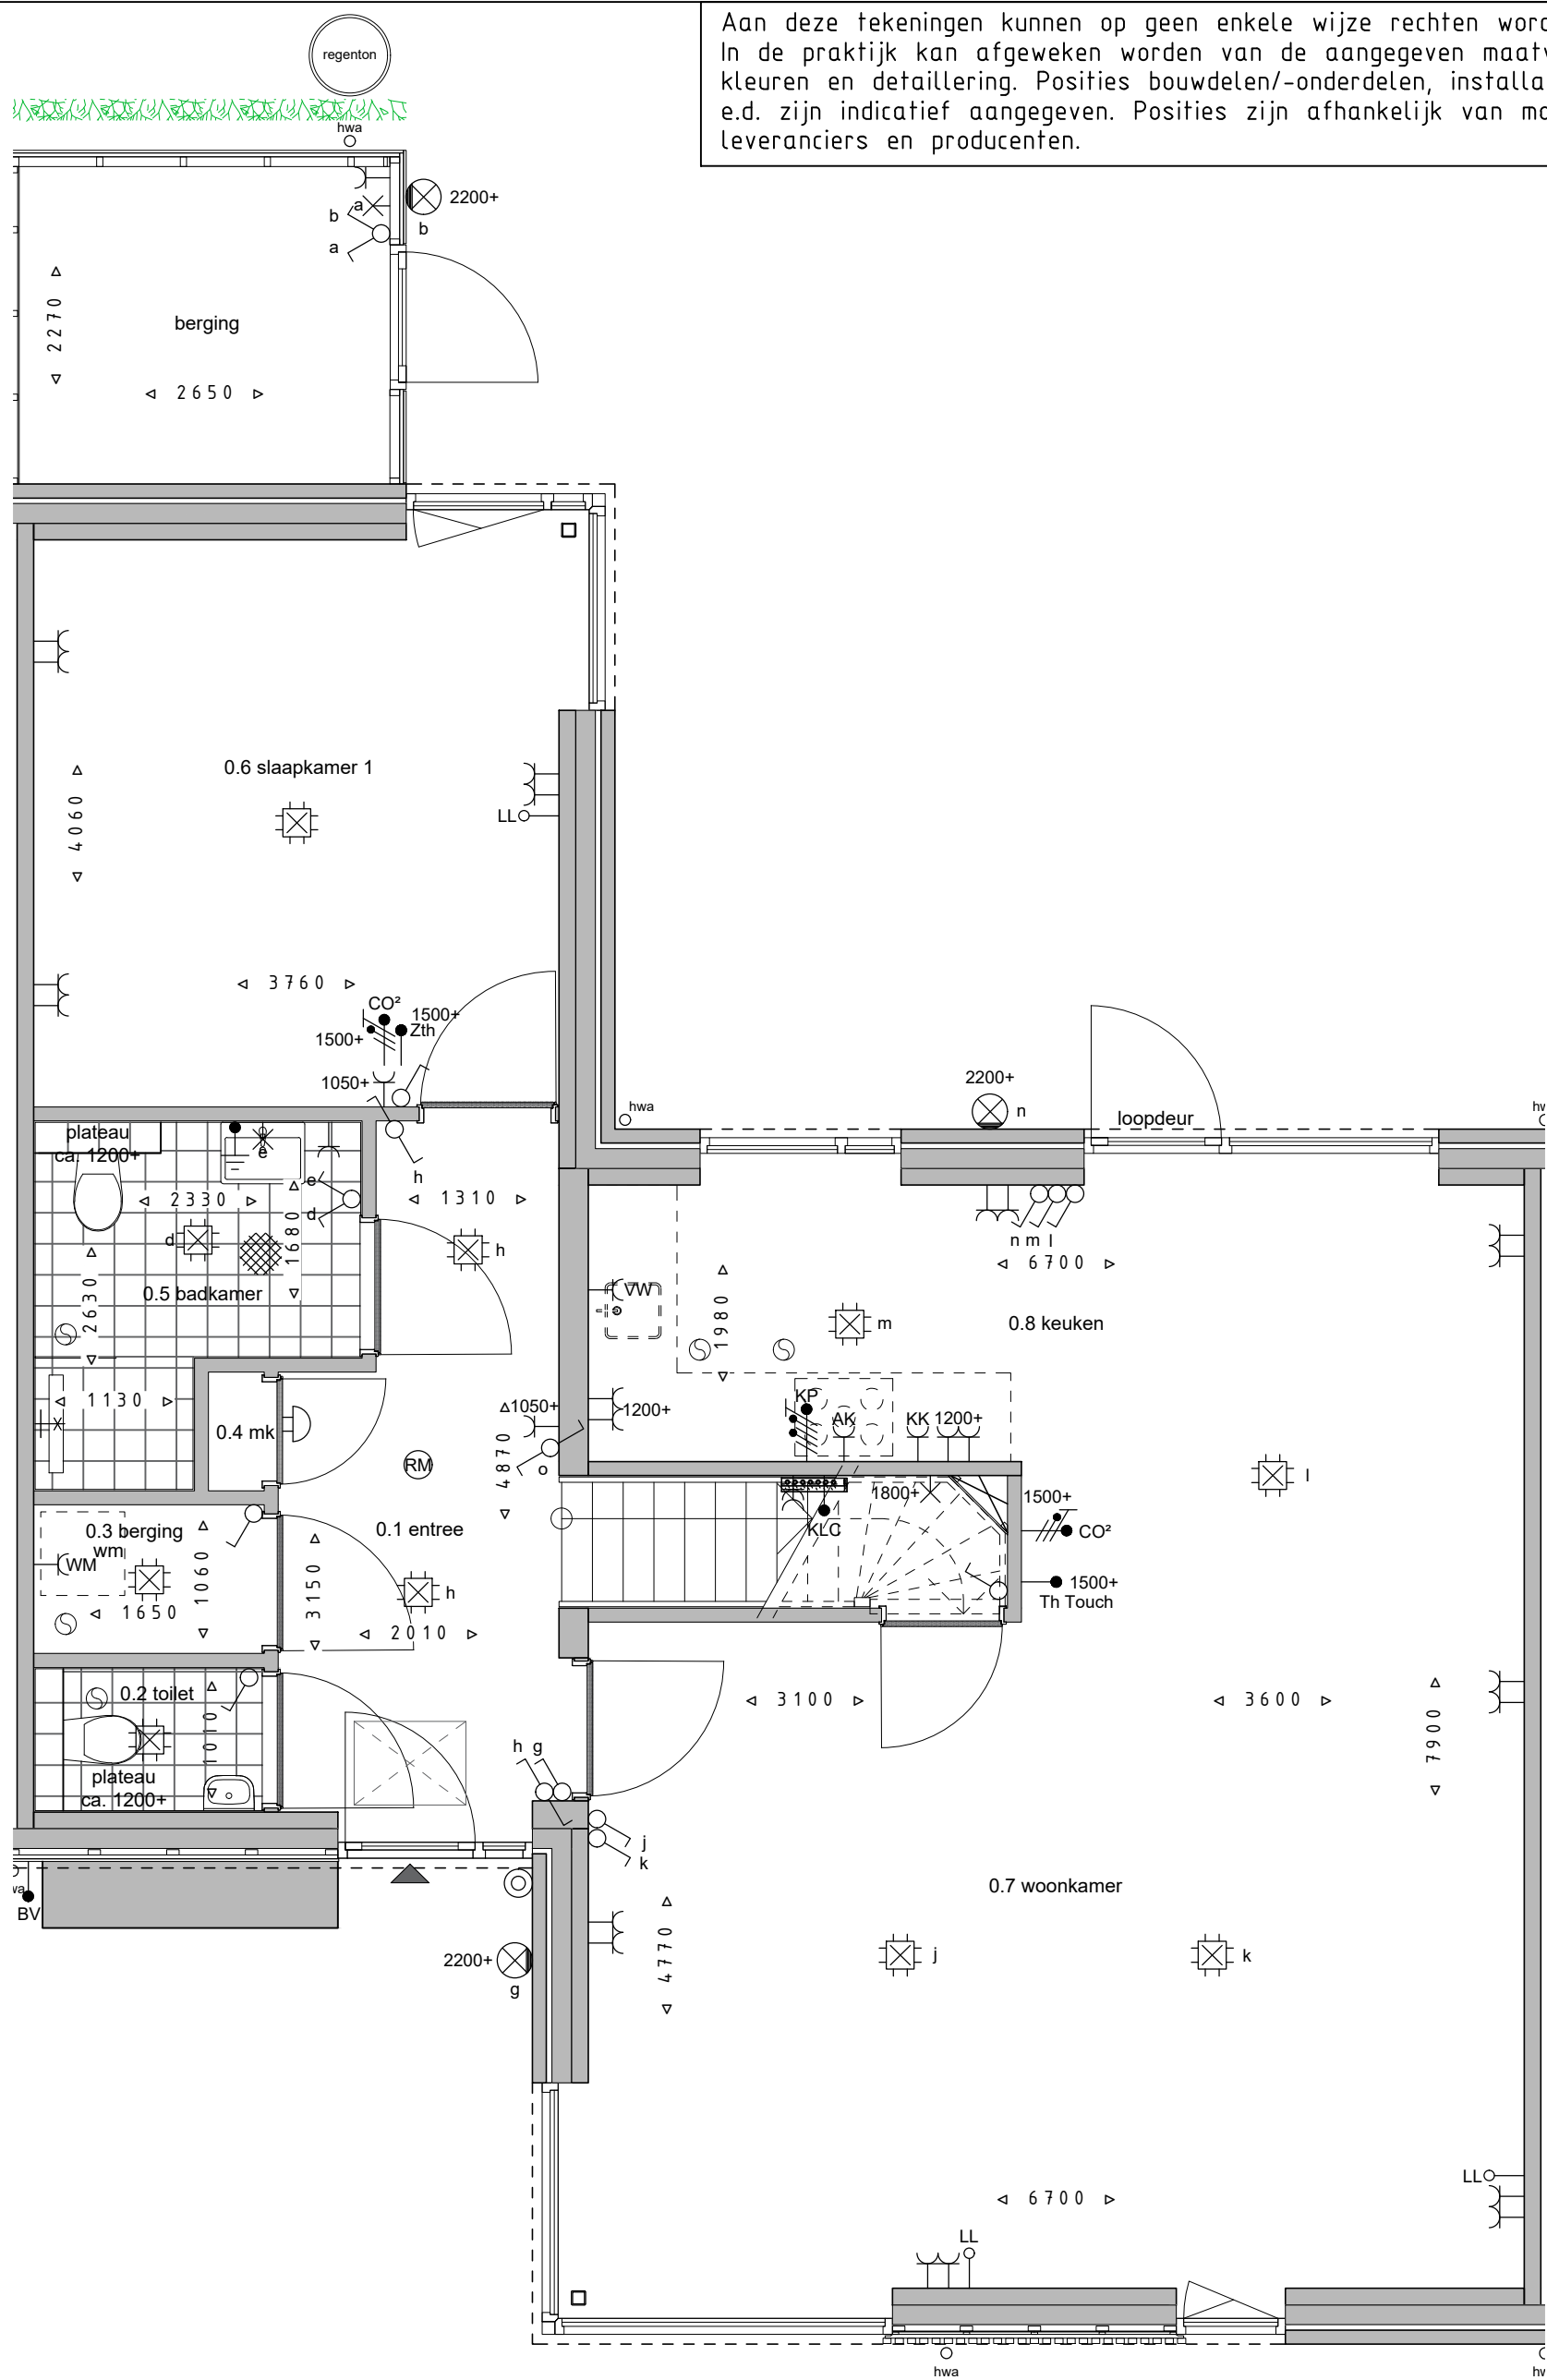 regenton
Aan deze tekeningen kunnen op geen enkele wijze rechten
In de praktijk kan afgeweken worden van de aangegeven
kleuren en detaillering. Posities bouwdelen/-onderdelen,
e.d. zijn indicatief aangegeven. Posities zijn afhankelijk van
leveranciers en producenten.
hwa
a
b
a
2200+
b
2270
berging
2650
0.6 slaapkamer 1
4060
LL
3760
CO²
1500+
1500+
Zth
1050+
hwa
2200+
n
loopdeur
plateau
ca. 1200+
e
e
d
h
2330
1310
1680
d
h
2630
0.5 badkamer
n m l
6700
VW
1980
m
0.8 keuken
1130
1050+
1200+
KP
AK
KK 1200+
0.4 mk
o
4870
RM
l
1800+
1500+
KLC
CO²
0.3 berging
wm
WM
1060
0.1 entree
3150
h
1650
2010
1500+
Th Touch
0.2 toilet
1010
3100
3600
7900
h g
plateau
ca. 1200+
j
k
BV
0.7 woonkamer
2200+
g
4770
j
k
LL
6700
LL
hwa